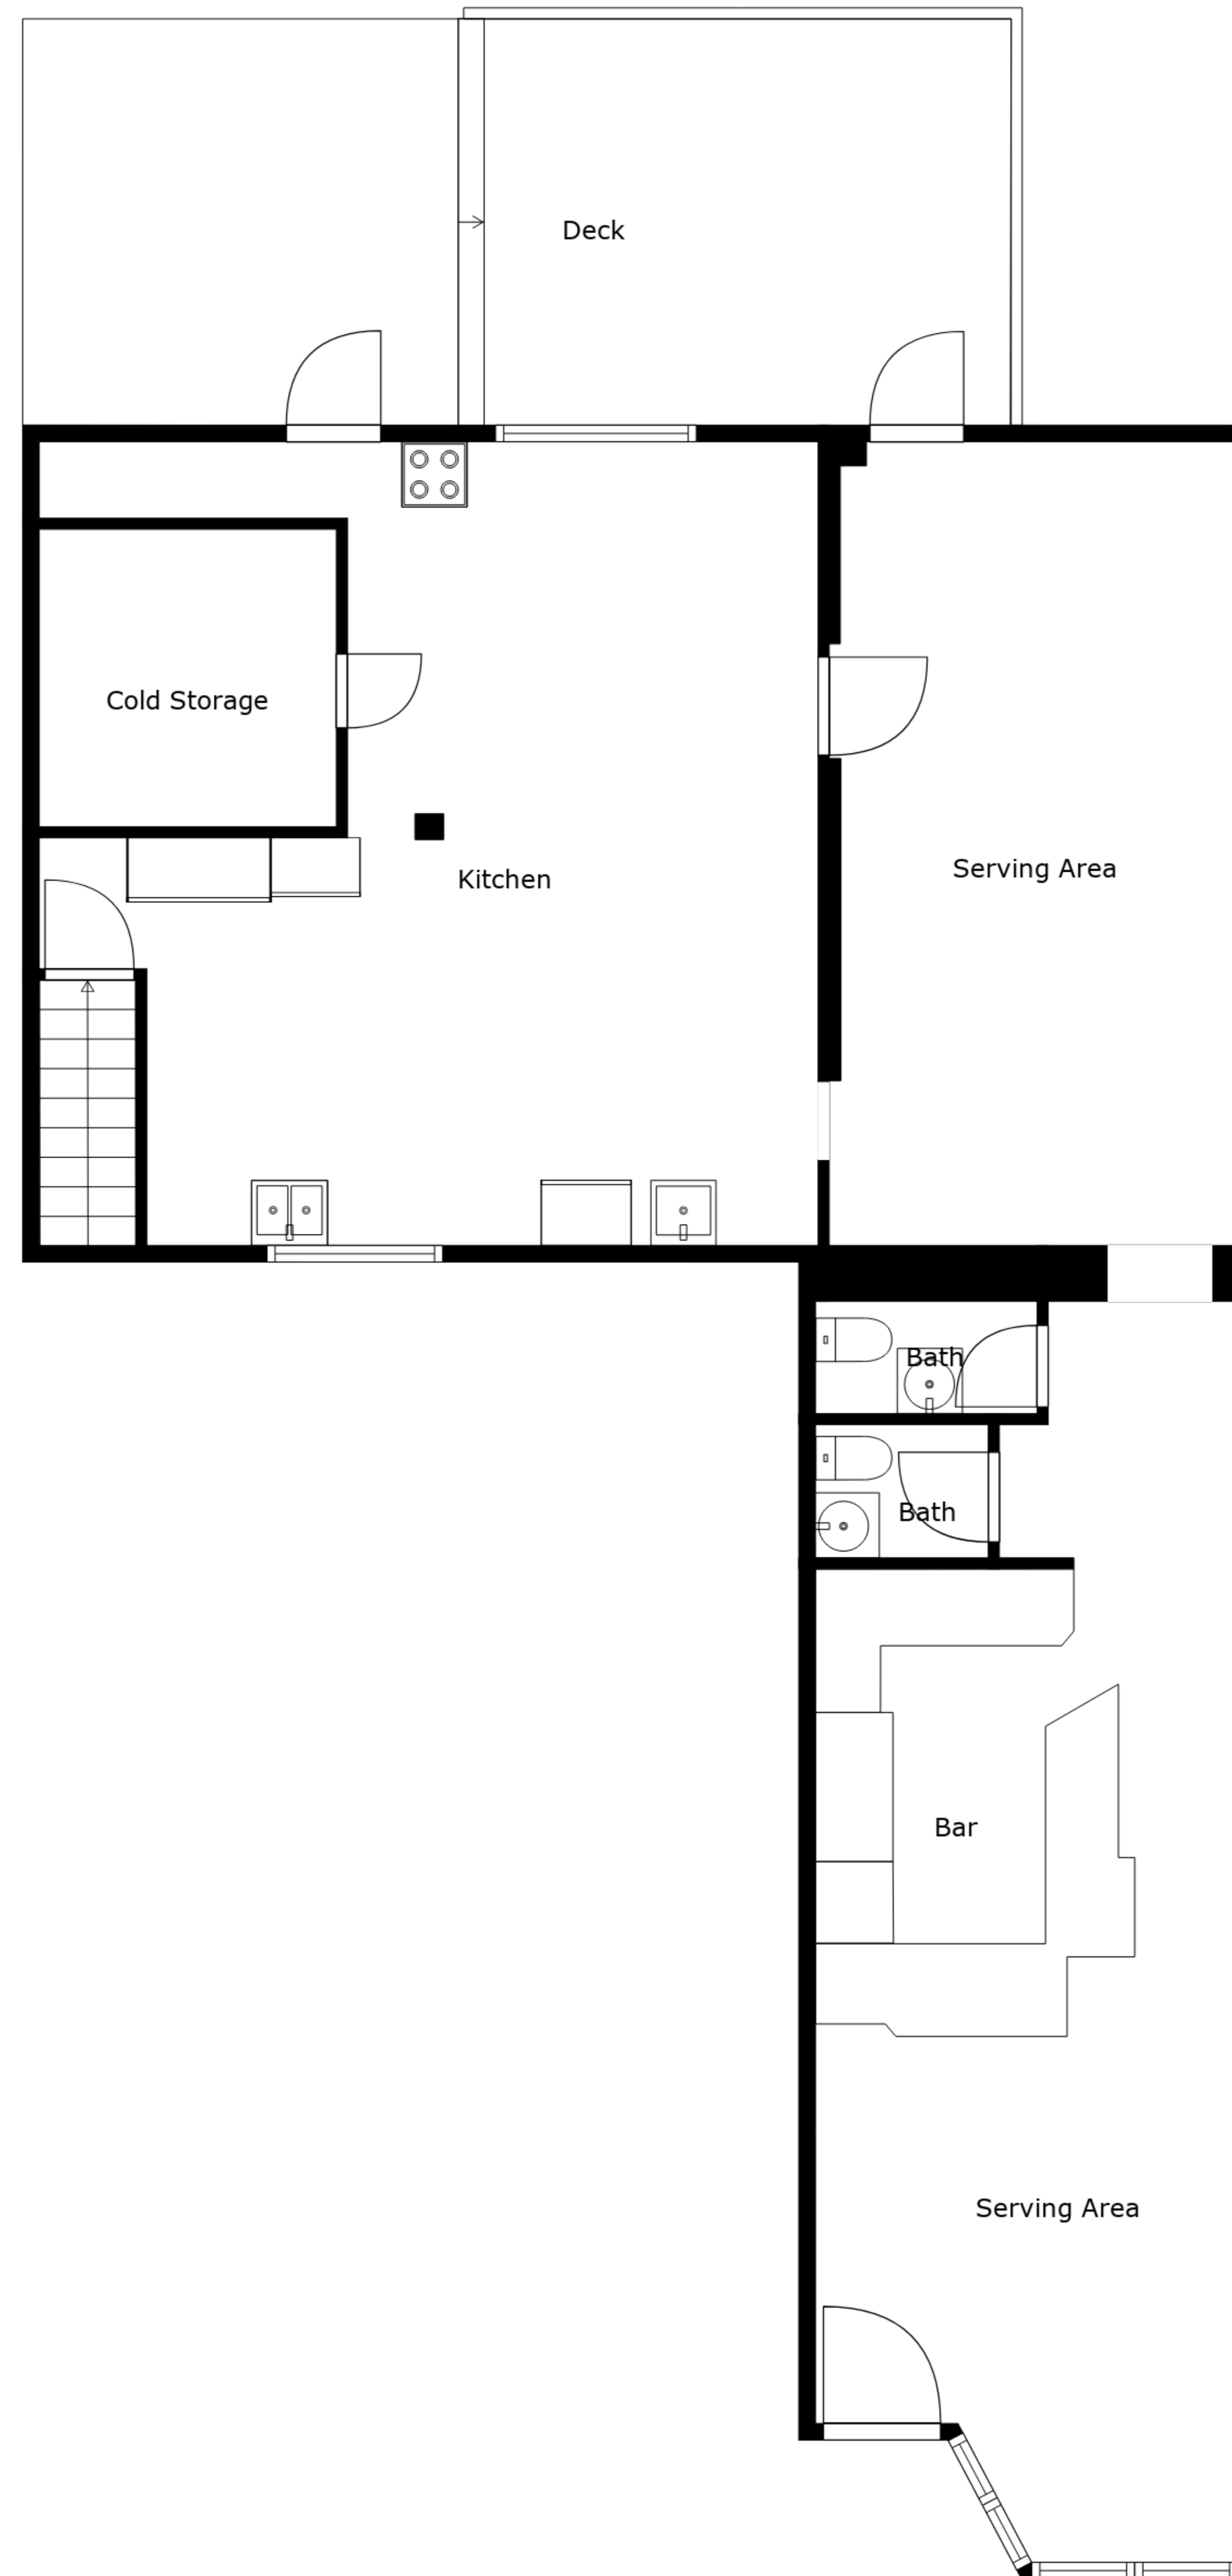 Deck
Cold Storage
Serving Area
Kitchen
Bath
Bath
Bar
Serving Area